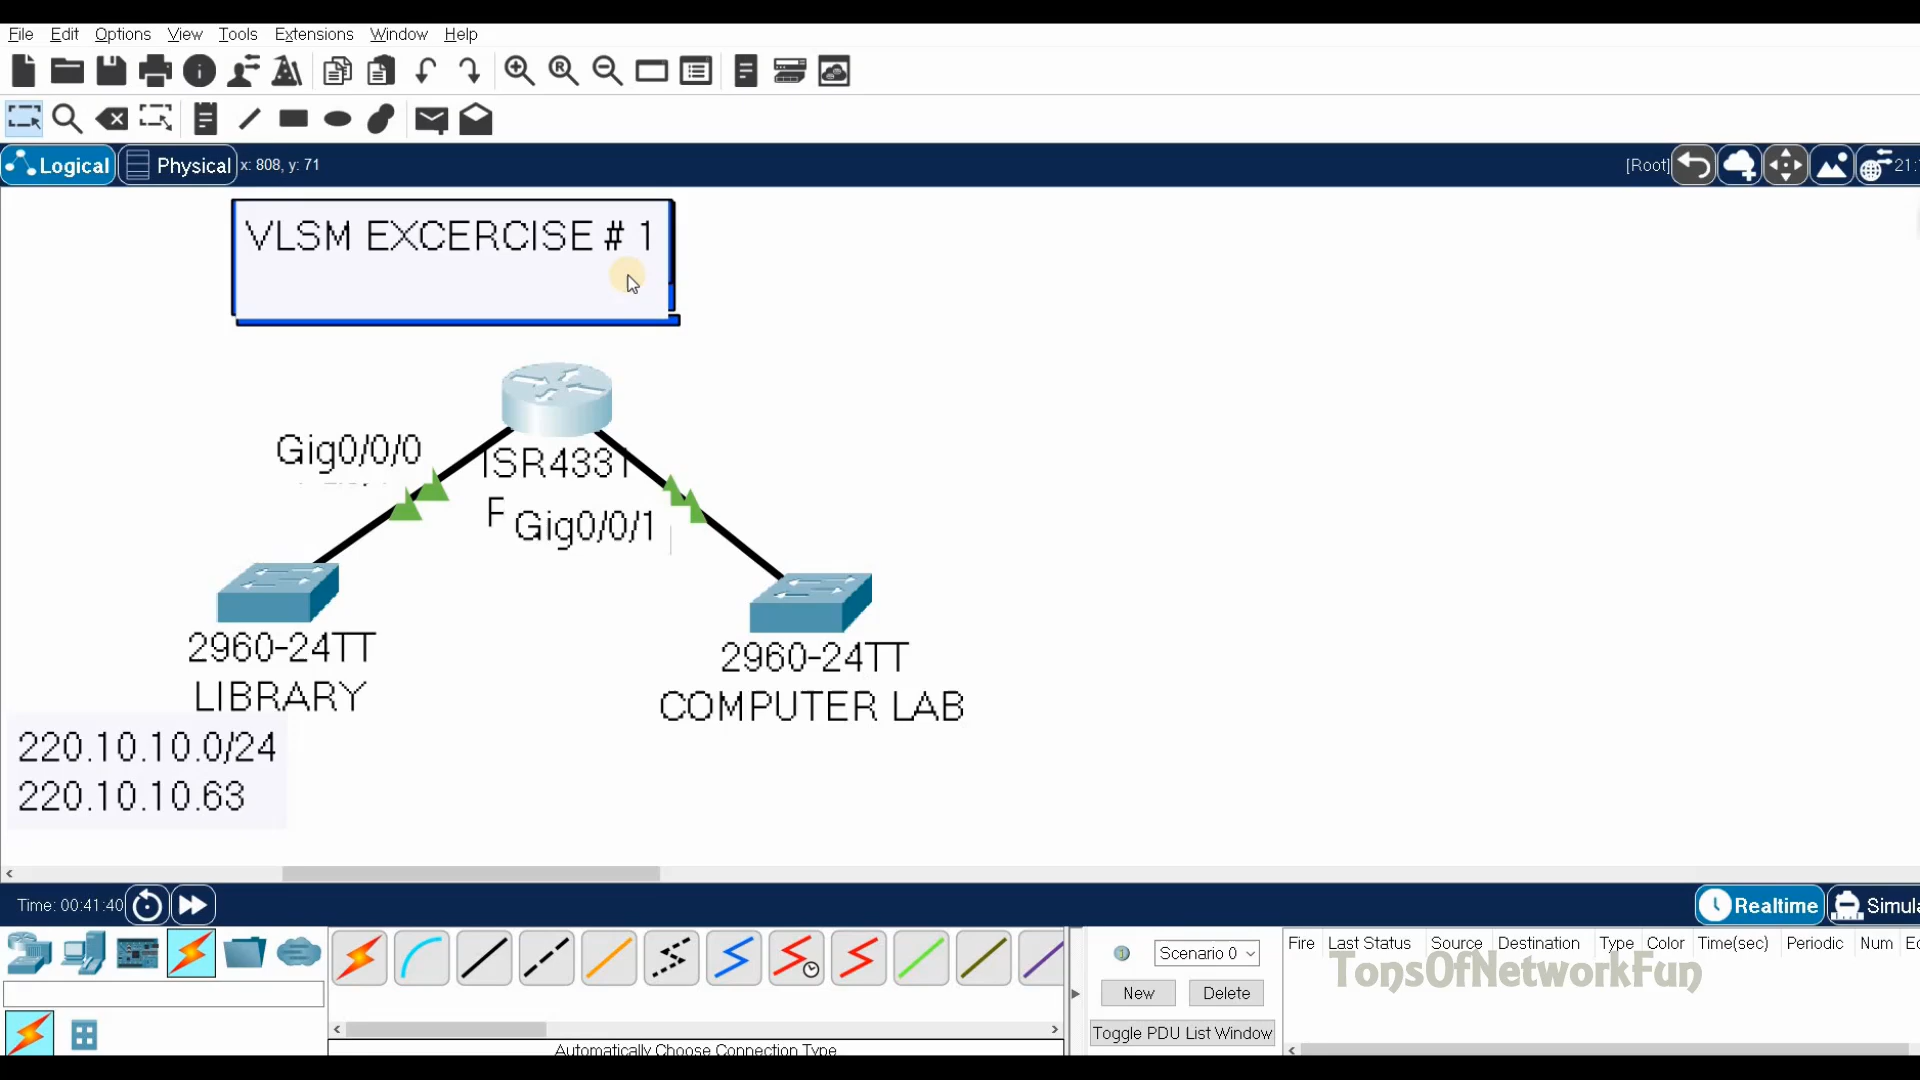 File Edit Options View Tools Extensions Window Help
Logical Physical x: 808, y: 71 [Root] 21:
VLSM EXCERCISE # 1
Gig0/0/0
ISR4331
F Gig0/0/1
2960-24TT
LIBRARY
2960-24TT
COMPUTER LAB
220.10.10.0/24
220.10.10.63
Time: 00:41:40 Realtime Simula
Scenario 0
New Delete
Toggle PDU List Window
Fire Last Status Source Destination Type Color Time(sec) Periodic Num Ed
TonsOfNetworkFun
Automatically Choose Connection Type